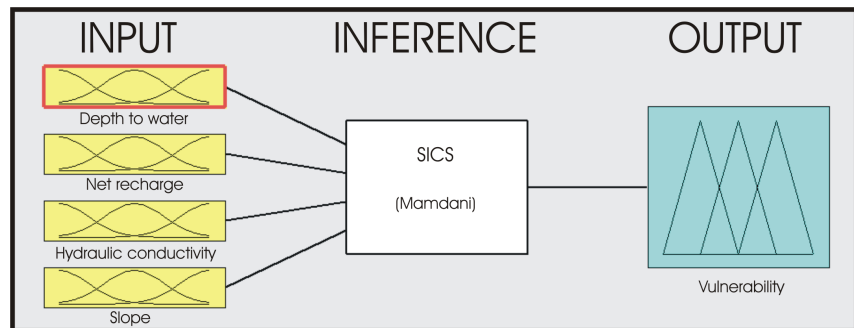 INPUT
INFERENCE
OUTPUT
Depth to water
Net recharge
Hydraulic conductivity
Slope
SICS
(Mamdani)
Vulnerability